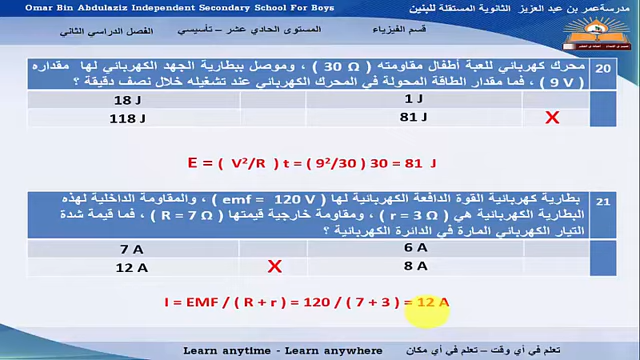 Omar Bin Abdulaziz Independent Secondary School For Boys
مدرسةعمر بن عبد العزيز الثانوية المستقلة للبنين
قسم الفيزياء
المستوى الحادي عشر – تأسيسي
الفصل الدراسي الثاني
20
محرك كهربائي للعبة أطفال مقاومته ( 30 Ω ) ، وموصل ببطارية الجهد الكهربائي لها مقداره
( 9 V ) ، فما مقدار الطاقة المحولة في المحرك الكهربائي عند تشغيله خلال نصف دقيقة ؟
1 J
18 J
X
81 J
118 J
E = ( V²/R ) t = ( 9²/30 ) 30 = 81 J
21
بطارية كهربائية القوة الدافعة الكهربائية لها ( emf = 120 V ) ، والمقاومة الداخلية لهذه
البطارية الكهربائية هي ( r = 3 Ω ) ، ومقاومة خارجية قيمتها ( R = 7 Ω ) ، فما قيمة شدة
التيار الكهربائي المارة في الدائرة الكهربائية ؟
6 A
7 A
8 A
X
12 A
I = EMF / ( R + r ) = 120 / ( 7 + 3 ) = 12 A
Learn anytime - Learn anywhere
تعلم في أي وقت – تعلم في أي مكان